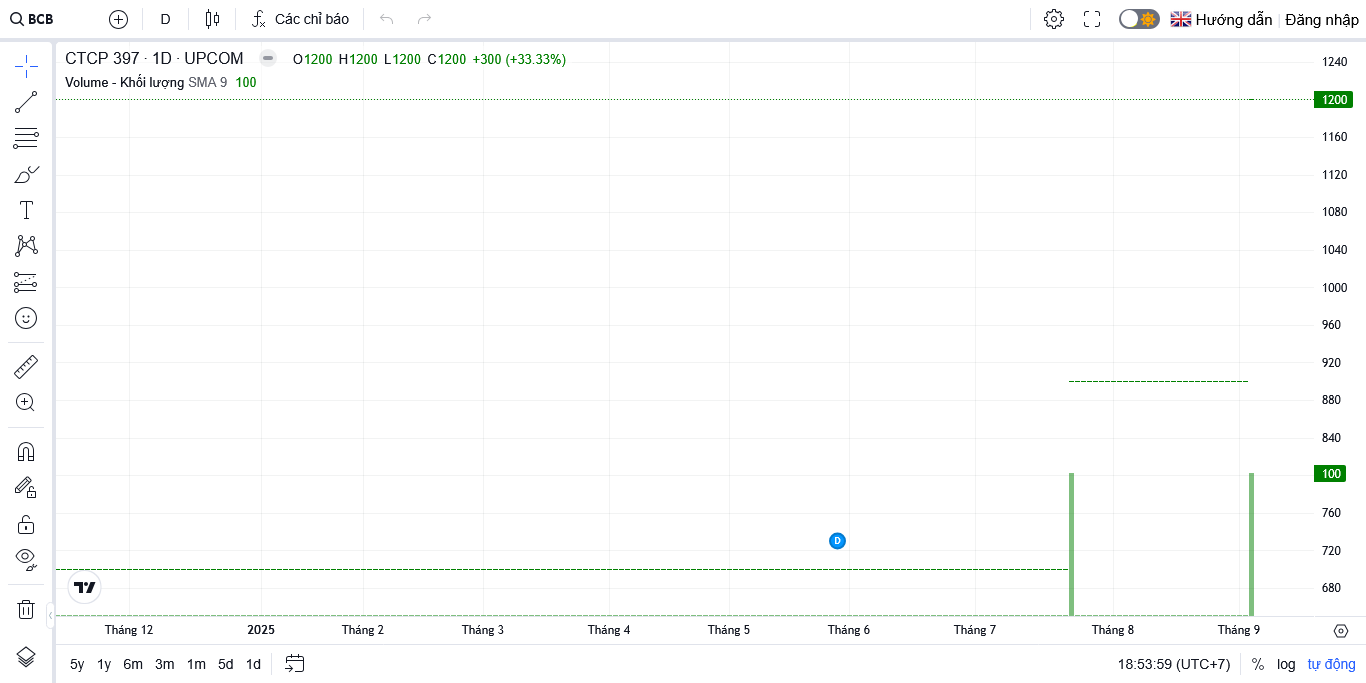 BCB D Các chỉ báo Hướng dẫn Đăng nhập
CTCP 397 · 1D · UPCOM O1200 H1200 L1200 C1200 +300 (+33.33%)
Volume - Khối lượng SMA 9 100
1240
1200
1160
1120
1080
1040
1000
960
920
880
840
100
760
D
720
680
Tháng 12 2025 Tháng 2 Tháng 3 Tháng 4 Tháng 5 Tháng 6 Tháng 7 Tháng 8 Tháng 9
5y 1y 6m 3m 1m 5d 1d 18:53:59 (UTC+7) % log tự động